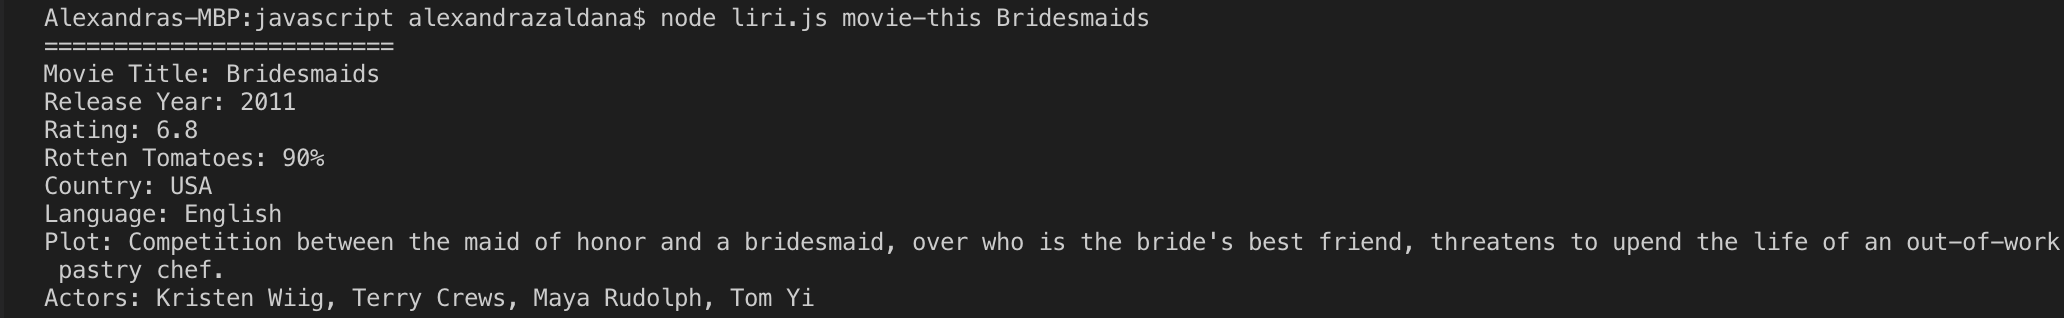 Alexandras-MBP:javascript alexandrazaldana$ node liri.js movie-this Bridesmaids
=========================
Movie Title: Bridesmaids
Release Year: 2011
Rating: 6.8
Rotten Tomatoes: 90%
Country: USA
Language: English
Plot: Competition between the maid of honor and a bridesmaid, over who is the bride's best friend, threatens to upend the life of an out-of-work
 pastry chef.
Actors: Kristen Wiig, Terry Crews, Maya Rudolph, Tom Yi